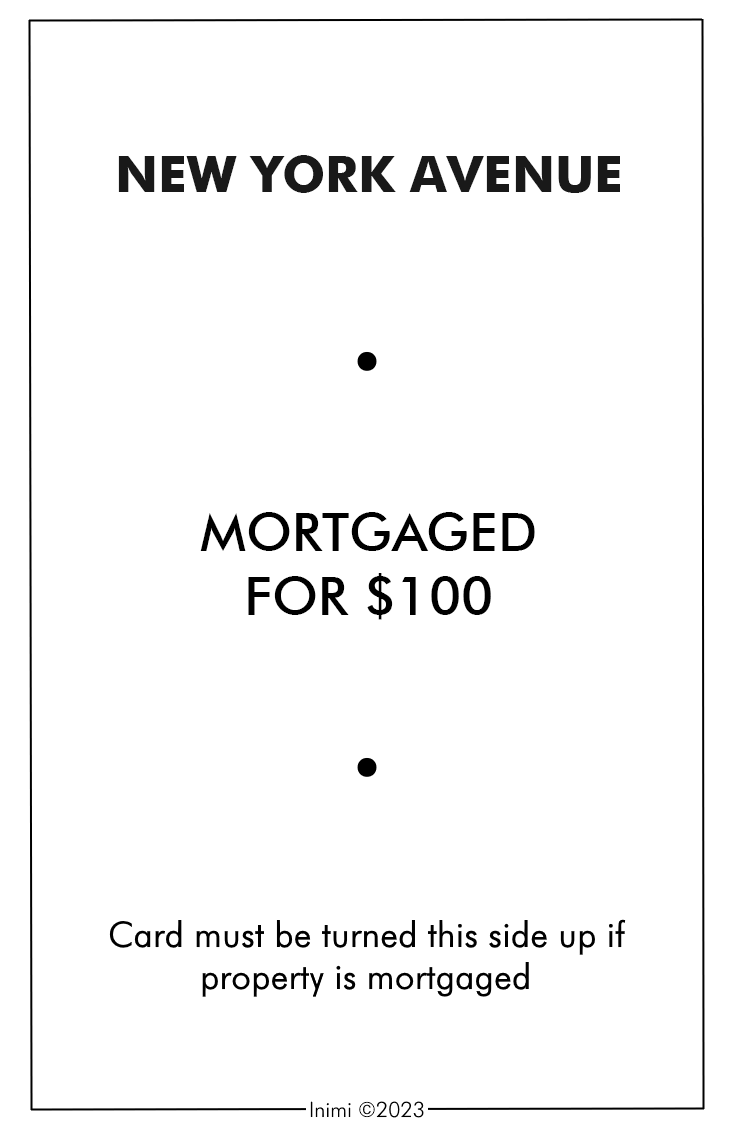 NEW YORK AVENUE
MORTGAGED
FOR $100
Card must be turned this side up if
property is mortgaged
Inimi ©2023